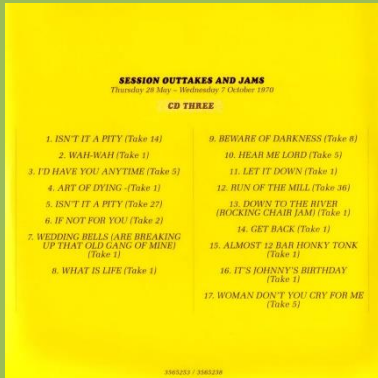 SESSION OUTTAKES AND JAMS
Thursday 28 May – Wednesday 7 October 1970
CD THREE
1. ISN'T IT A PITY (Take 14)
2. WAH-WAH (Take 1)
3. I'D HAVE YOU ANYTIME (Take 5)
4. ART OF DYING -(Take 1)
5. ISN'T IT A PITY (Take 27)
6. IF NOT FOR YOU (Take 2)
7. WEDDING BELLS (ARE BREAKING
UP THAT OLD GANG OF MINE)
(Take 1)
8. WHAT IS LIFE (Take 1)
9. BEWARE OF DARKNESS (Take 8)
10. HEAR ME LORD (Take 5)
11. LET IT DOWN (Take 1)
12. RUN OF THE MILL (Take 36)
13. DOWN TO THE RIVER
(ROCKING CHAIR JAM) (Take 1)
14. GET BACK (Take 1)
15. ALMOST 12 BAR HONKY TONK
(Take 1)
16. IT'S JOHNNY'S BIRTHDAY
(Take 1)
17. WOMAN DON'T YOU CRY FOR ME
(Take 5)
3565253 / 3565238